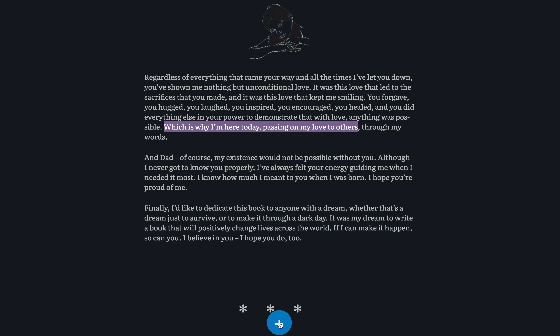 Regardless of everything that came your way and all the times I've let you down,
you've shown me nothing but unconditional love. It was this love that led to the
sacrifices that you made, and it was this love that kept me smiling. You forgave,
you hugged, you laughed, you inspired, you encouraged, you healed, and you did
everything else in your power to demonstrate that with love, anything was pos-
sible. Which is why I'm here today, passing on my love to others, through my
words.
And Dad – of course, my existence would not be possible without you. Although
I never got to know you properly, I've always felt your energy guiding me when I
needed it most. I know how much I meant to you when I was born. I hope you're
proud of me.
Finally, I'd like to dedicate this book to anyone with a dream, whether that's a
dream just to survive, or to make it through a dark day. It was my dream to write
a book that will positively change lives across the world. If I can make it happen,
so can you. I believe in you – I hope you do, too.
* * *